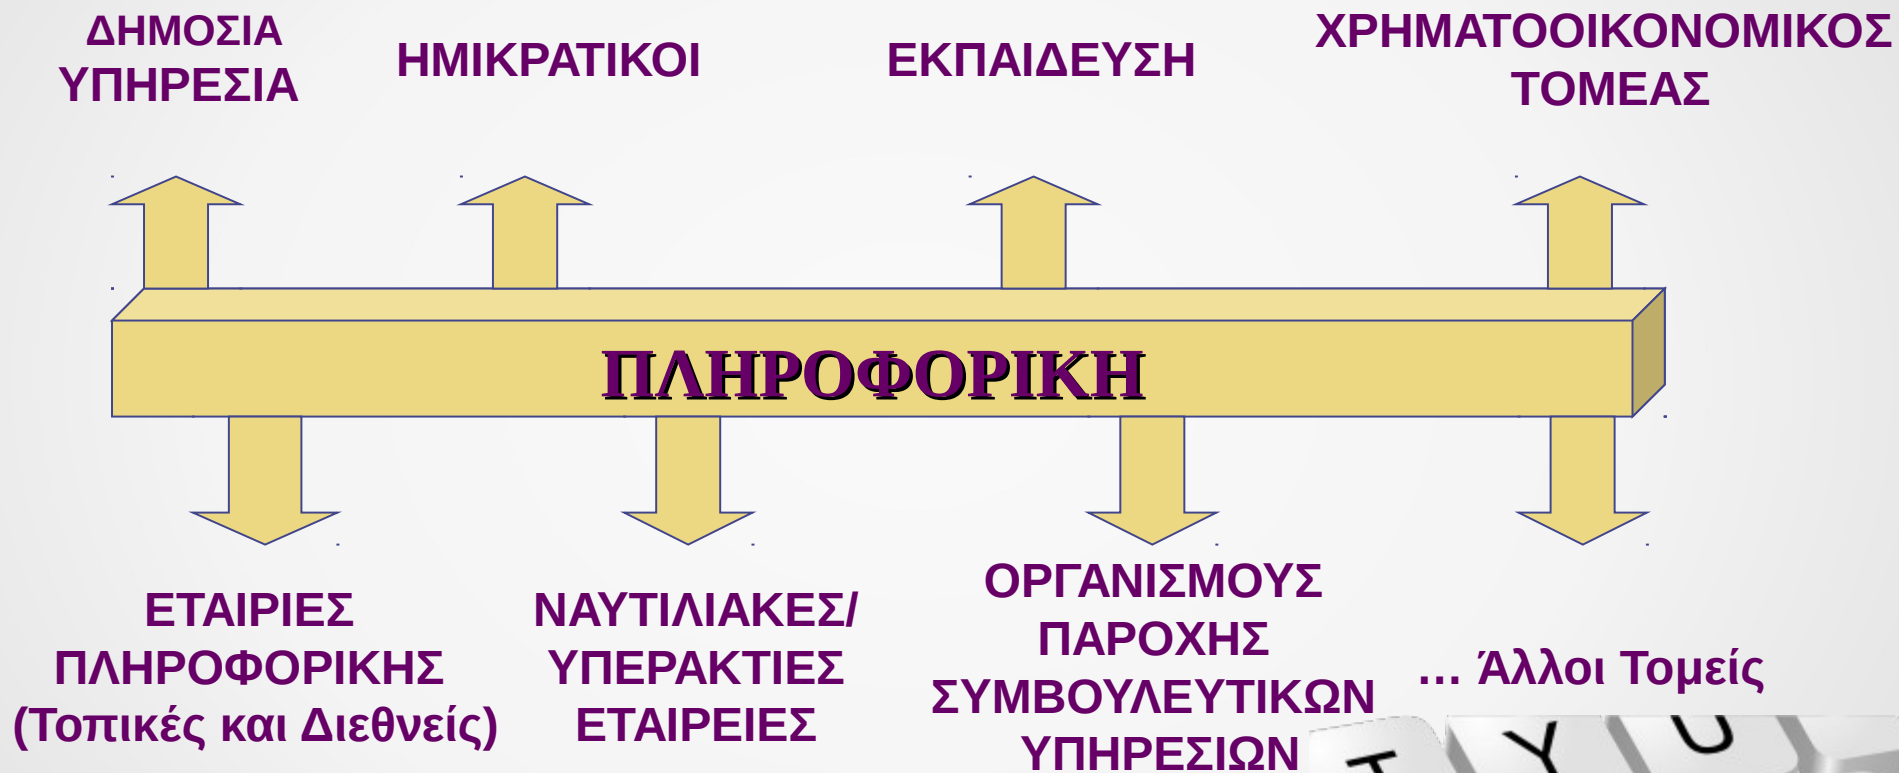 ΔΗΜΟΣΙΑ
ΥΠΗΡΕΣΙΑ
ΗΜΙΚΡΑΤΙΚΟΙ
ΕΚΠΑΙΔΕΥΣΗ
ΧΡΗΜΑΤΟΟΙΚΟΝΟΜΙΚΟΣ
ΤΟΜΕΑΣ
ΠΛΗΡΟΦΟΡΙΚΗ
ΕΤΑΙΡΙΕΣ
ΠΛΗΡΟΦΟΡΙΚΗΣ
(Τοπικές και Διεθνείς)
ΝΑΥΤΙΛΙΑΚΕΣ/
ΥΠΕΡΑΚΤΙΕΣ
ΕΤΑΙΡΕΙΕΣ
ΟΡΓΑΝΙΣΜΟΥΣ
ΠΑΡΟΧΗΣ
ΣΥΜΒΟΥΛΕΥΤΙΚΩΝ
ΥΠΗΡΕΣΙΩΝ
… Άλλοι Τομείς
T Y U